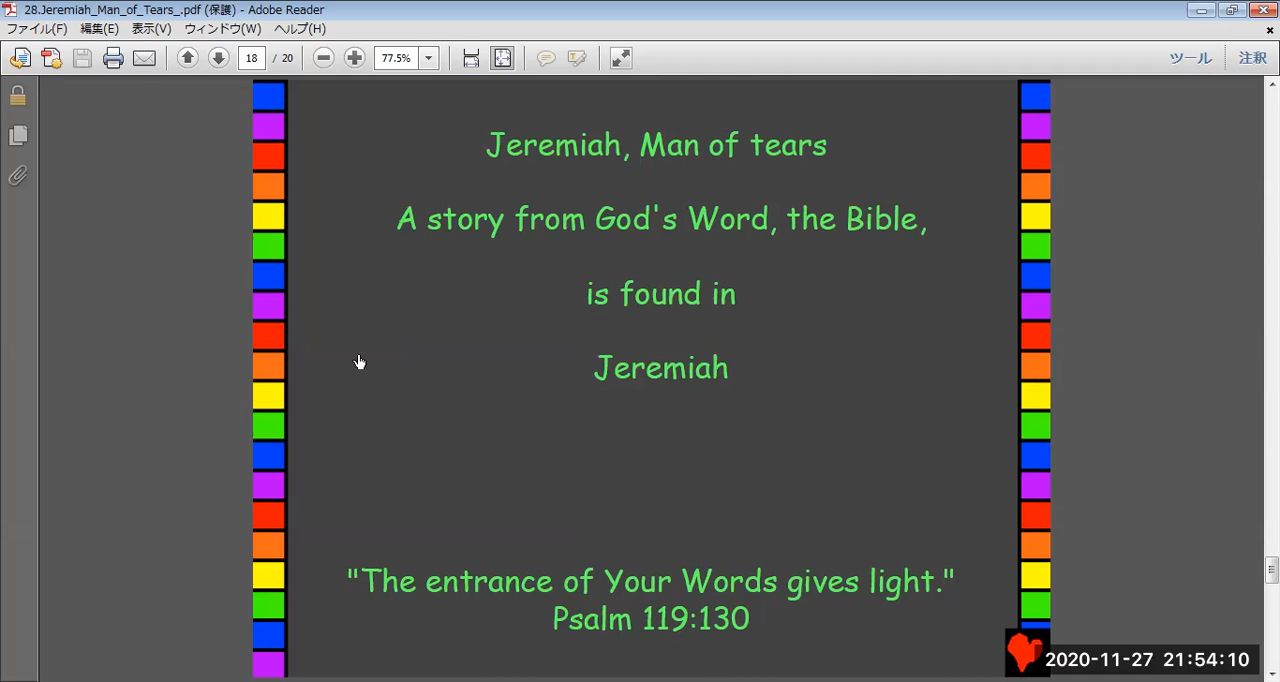 28.Jeremiah_Man_of_Tears_.pdf (保護) - Adobe Reader
ファイル(F) 編集(E) 表示(V) ウィンドウ(W) ヘルプ(H)
18 / 20 77.5% ツール 注釈
Jeremiah, Man of tears
A story from God's Word, the Bible,
is found in
Jeremiah
"The entrance of Your Words gives light."
Psalm 119:130
2020-11-27 21:54:10